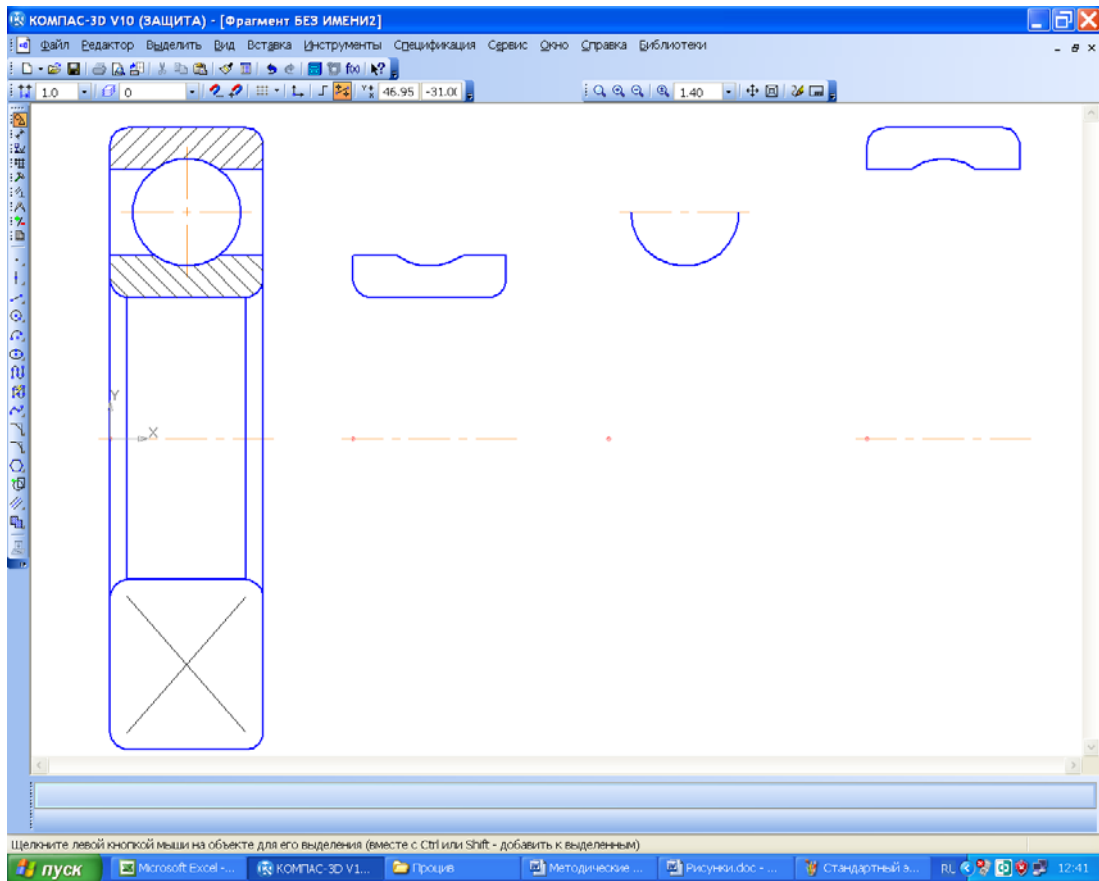 КОМПАС-3D V10 (ЗАЩИТА) - [Фрагмент БЕЗ ИМЕНИ2]
Файл Редактор Выделить Вид Вставка Инструменты Спецификация Сервис Окно Справка Библиотеки
1.0 0 46.95 -31.0( 1.40
Y
X
Щелкните левой кнопкой мыши на объекте для его выделения (вместе с Ctrl или Shift - добавить к выделенным)
пуск Microsoft Excel -... КОМПАС-3D V1... Процив Методические ... Рисунки.doc - ... Стандартный э... RL 12:41